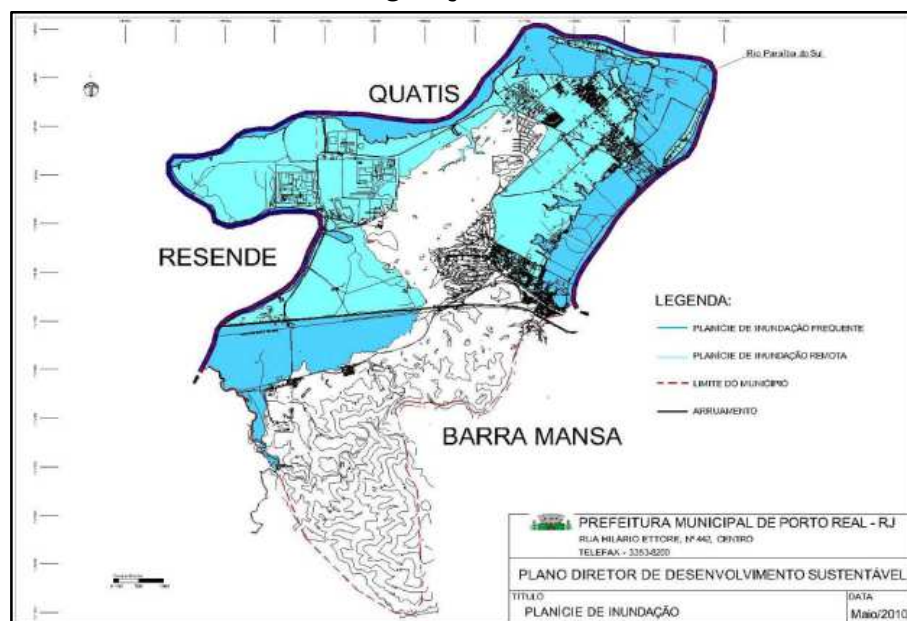 Rio Paraíba do Sul
QUATIS
RESENDE
LEGENDA:
PLANÍCIE DE INUNDAÇÃO FREQUENTE
PLANÍCIE DE INUNDAÇÃO REMOTA
LIMITE DO MUNICÍPIO
ARRUAMENTO
BARRA MANSA
PREFEITURA MUNICIPAL DE PORTO REAL - RJ
RUA HILÁRIO ETTORE, Nº 442, CENTRO
TELEFAX - 3353-8200
PLANO DIRETOR DE DESENVOLVIMENTO SUSTENTÁVEL
TÍTULO
DATA
PLANÍCIE DE INUNDAÇÃO
Maio/2010